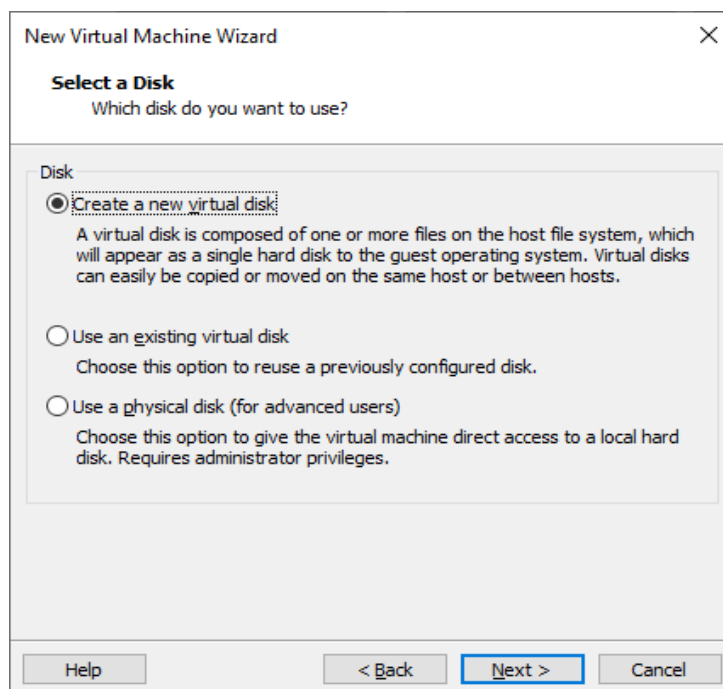 New Virtual Machine Wizard
Select a Disk
Which disk do you want to use?
Disk
Create a new virtual disk
A virtual disk is composed of one or more files on the host file system, which
will appear as a single hard disk to the guest operating system. Virtual disks
can easily be copied or moved on the same host or between hosts.
Use an existing virtual disk
Choose this option to reuse a previously configured disk.
Use a physical disk (for advanced users)
Choose this option to give the virtual machine direct access to a local hard
disk. Requires administrator privileges.
Help
< Back
Next >
Cancel